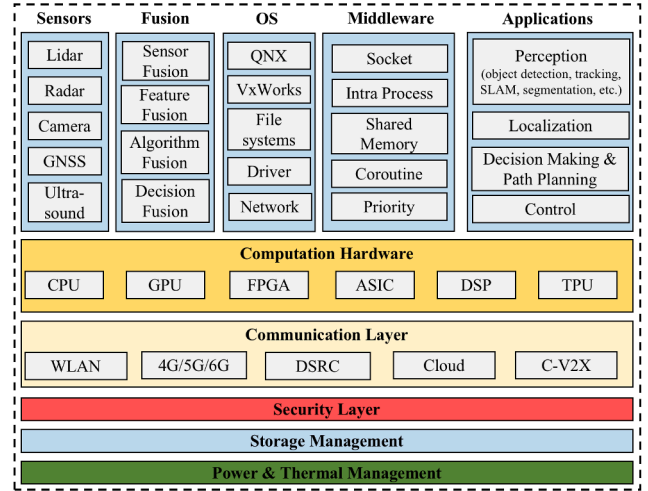 Sensors
Fusion
OS
Middleware
Applications
Lidar
Radar
Camera
GNSS
Ultra-
sound
Sensor
Fusion
Feature
Fusion
Algorithm
Fusion
Decision
Fusion
QNX
VxWorks
File
systems
Driver
Network
Socket
Intra Process
Shared
Memory
Coroutine
Priority
Perception
(object detection, tracking,
SLAM, segmentation, etc.)
Localization
Decision Making &
Path Planning
Control
Computation Hardware
CPU
GPU
FPGA
ASIC
DSP
TPU
Communication Layer
WLAN
4G/5G/6G
DSRC
Cloud
C-V2X
Security Layer
Storage Management
Power & Thermal Management